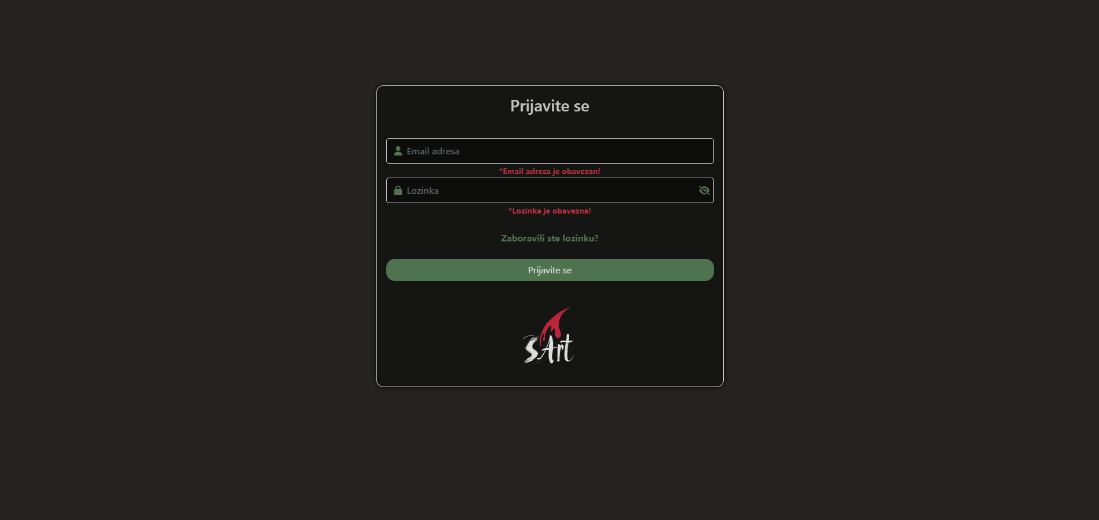 Prijavite se
Email adresa
*Email adresa je obavezan!
Lozinka
*Lozinka je obavezna!
Zaboravili ste lozinku?
Prijavite se
SArt